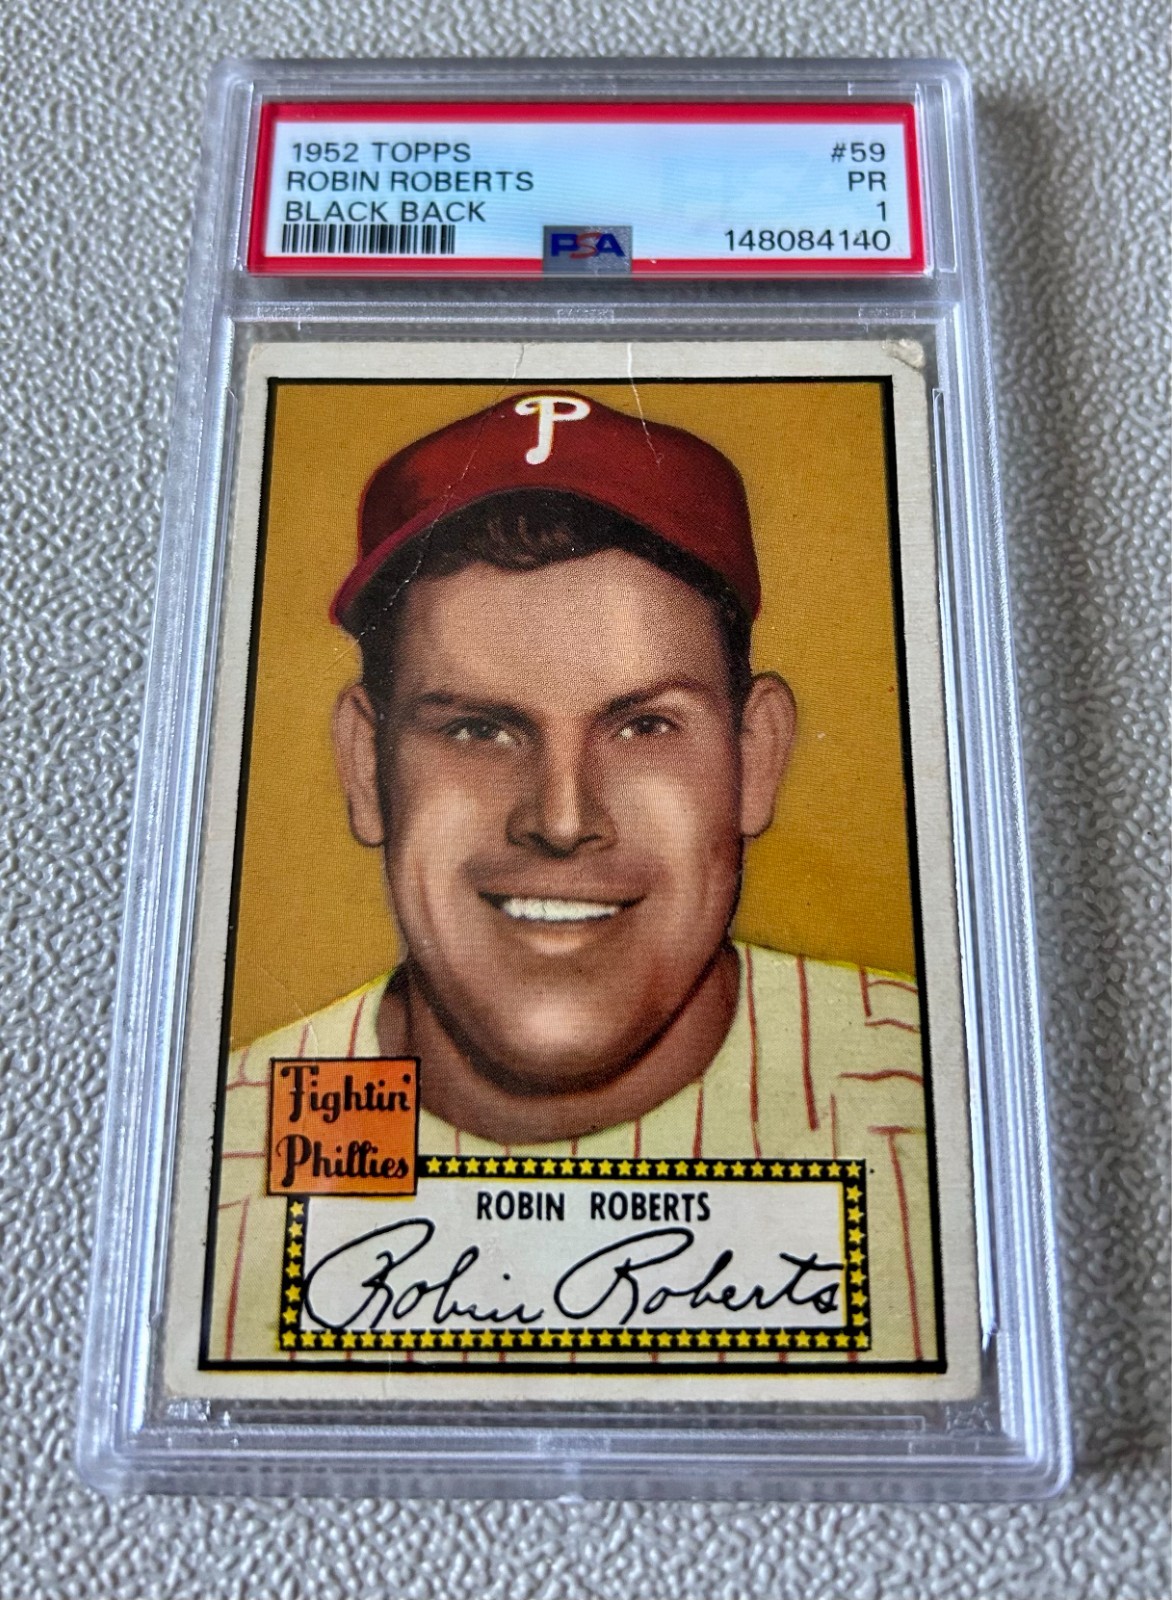 1952 TOPPS #59
ROBIN ROBERTS PR
BLACK BACK 1
PSA 148084140
P
Fightin'
Phillies
ROBIN ROBERTS
Robin Roberts